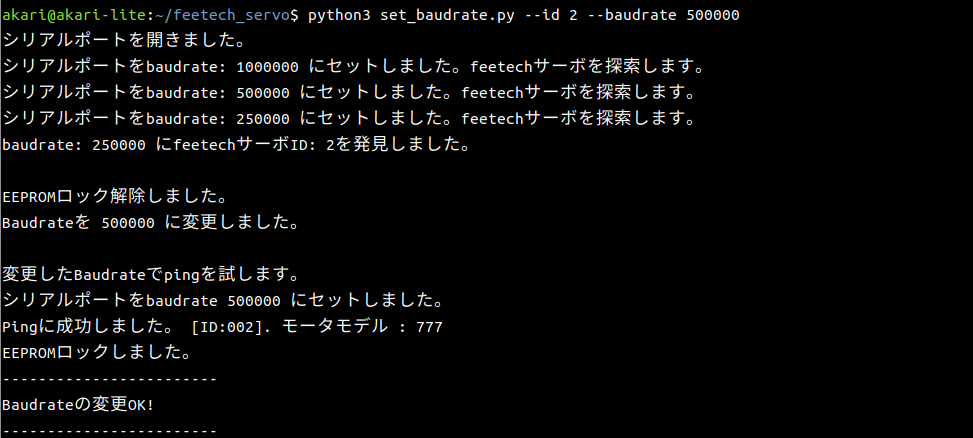 akari@akari-lite:~/feetech_servo$ python3 set_baudrate.py --id 2 --baudrate 500000
シリアルポートを開きました。
シリアルポートをbaudrate: 1000000 にセットしました。feetechサーボを探索します。
シリアルポートをbaudrate: 500000 にセットしました。feetechサーボを探索します。
シリアルポートをbaudrate: 250000 にセットしました。feetechサーボを探索します。
baudrate: 250000 にfeetechサーボID: 2を発見しました。
EEPROMロック解除しました。
Baudrateを 500000 に変更しました。
変更したBaudrateでpingを試します。
シリアルポートをbaudrate 500000 にセットしました。
Pingに成功しました。 [ID:002]. モータモデル : 777
EEPROMロックしました。
------------------------
Baudrateの変更OK!
------------------------